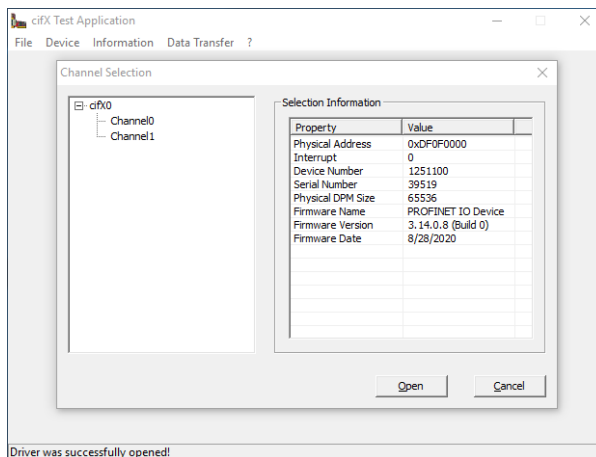 cifX Test Application
File Device Information Data Transfer ?
Channel Selection
cifX0
Channel0
Channel1
Selection Information
Property Value
Physical Address 0xDF0F0000
Interrupt 0
Device Number 1251100
Serial Number 39519
Physical DPM Size 65536
Firmware Name PROFINET IO Device
Firmware Version 3.14.0.8 (Build 0)
Firmware Date 8/28/2020
Open Cancel
Driver was successfully opened!